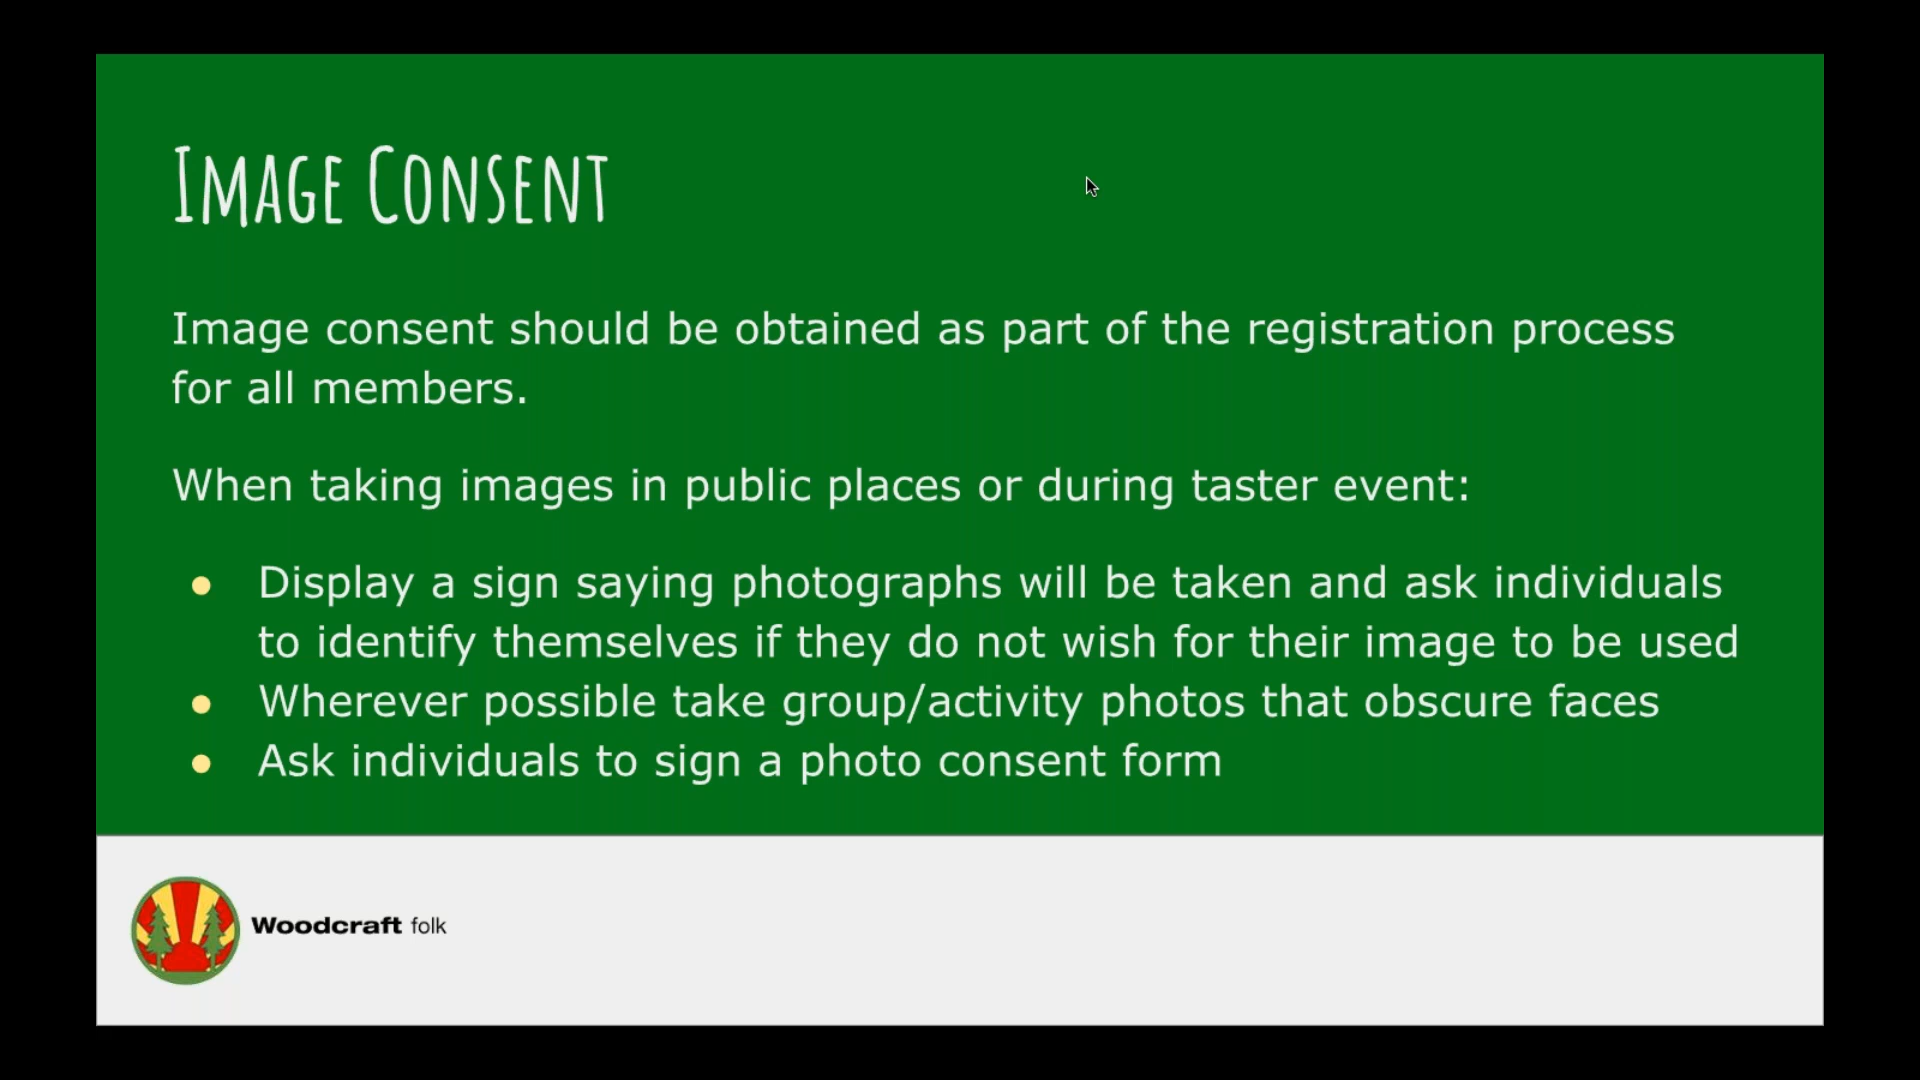 Image Consent
Image consent should be obtained as part of the registration process
for all members.
When taking images in public places or during taster event:
● Display a sign saying photographs will be taken and ask individuals
to identify themselves if they do not wish for their image to be used
● Wherever possible take group/activity photos that obscure faces
● Ask individuals to sign a photo consent form
Woodcraft folk